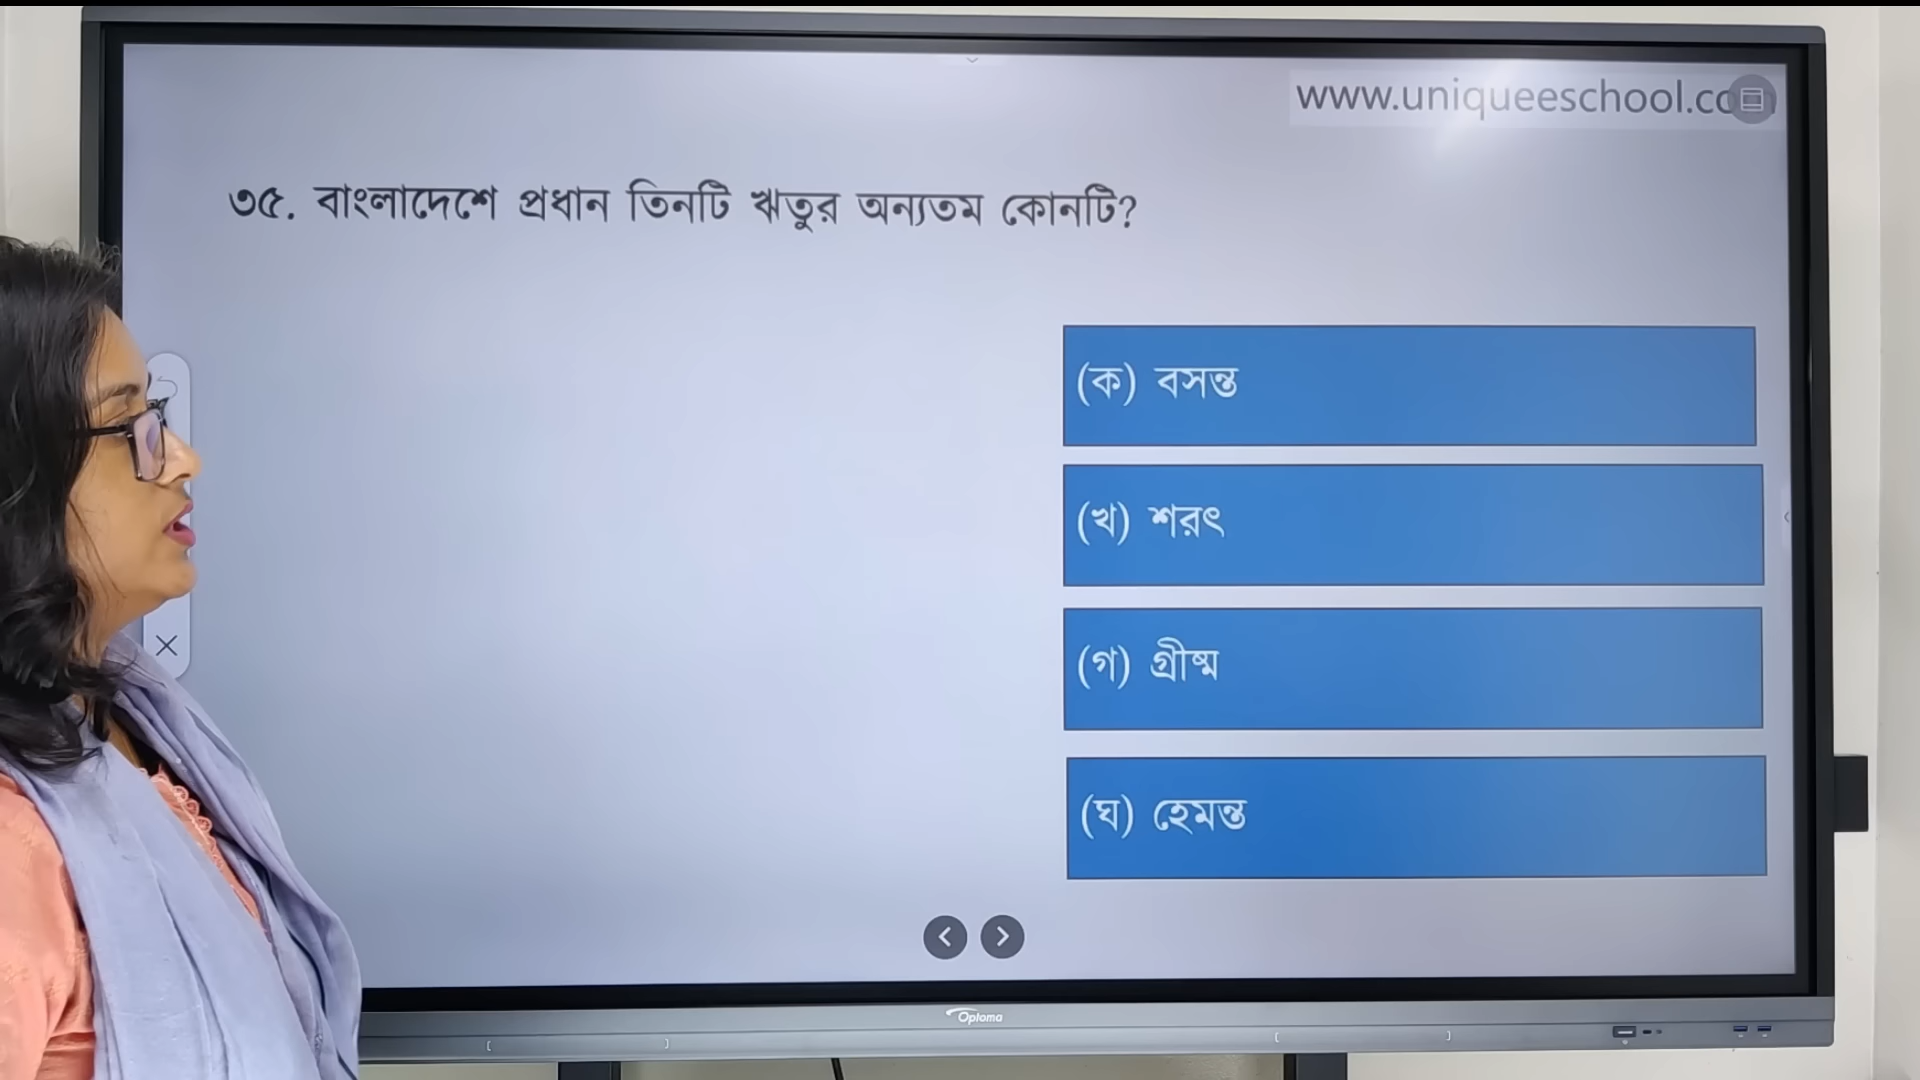 www.uniqueeschool.co
৩৫. বাংলাদেশে প্রধান তিনটি ঋতুর অন্যতম কোনটি?
(ক) বসন্ত
(খ) শরৎ
(গ) গ্রীষ্ম
(ঘ) হেমন্ত
Optoma